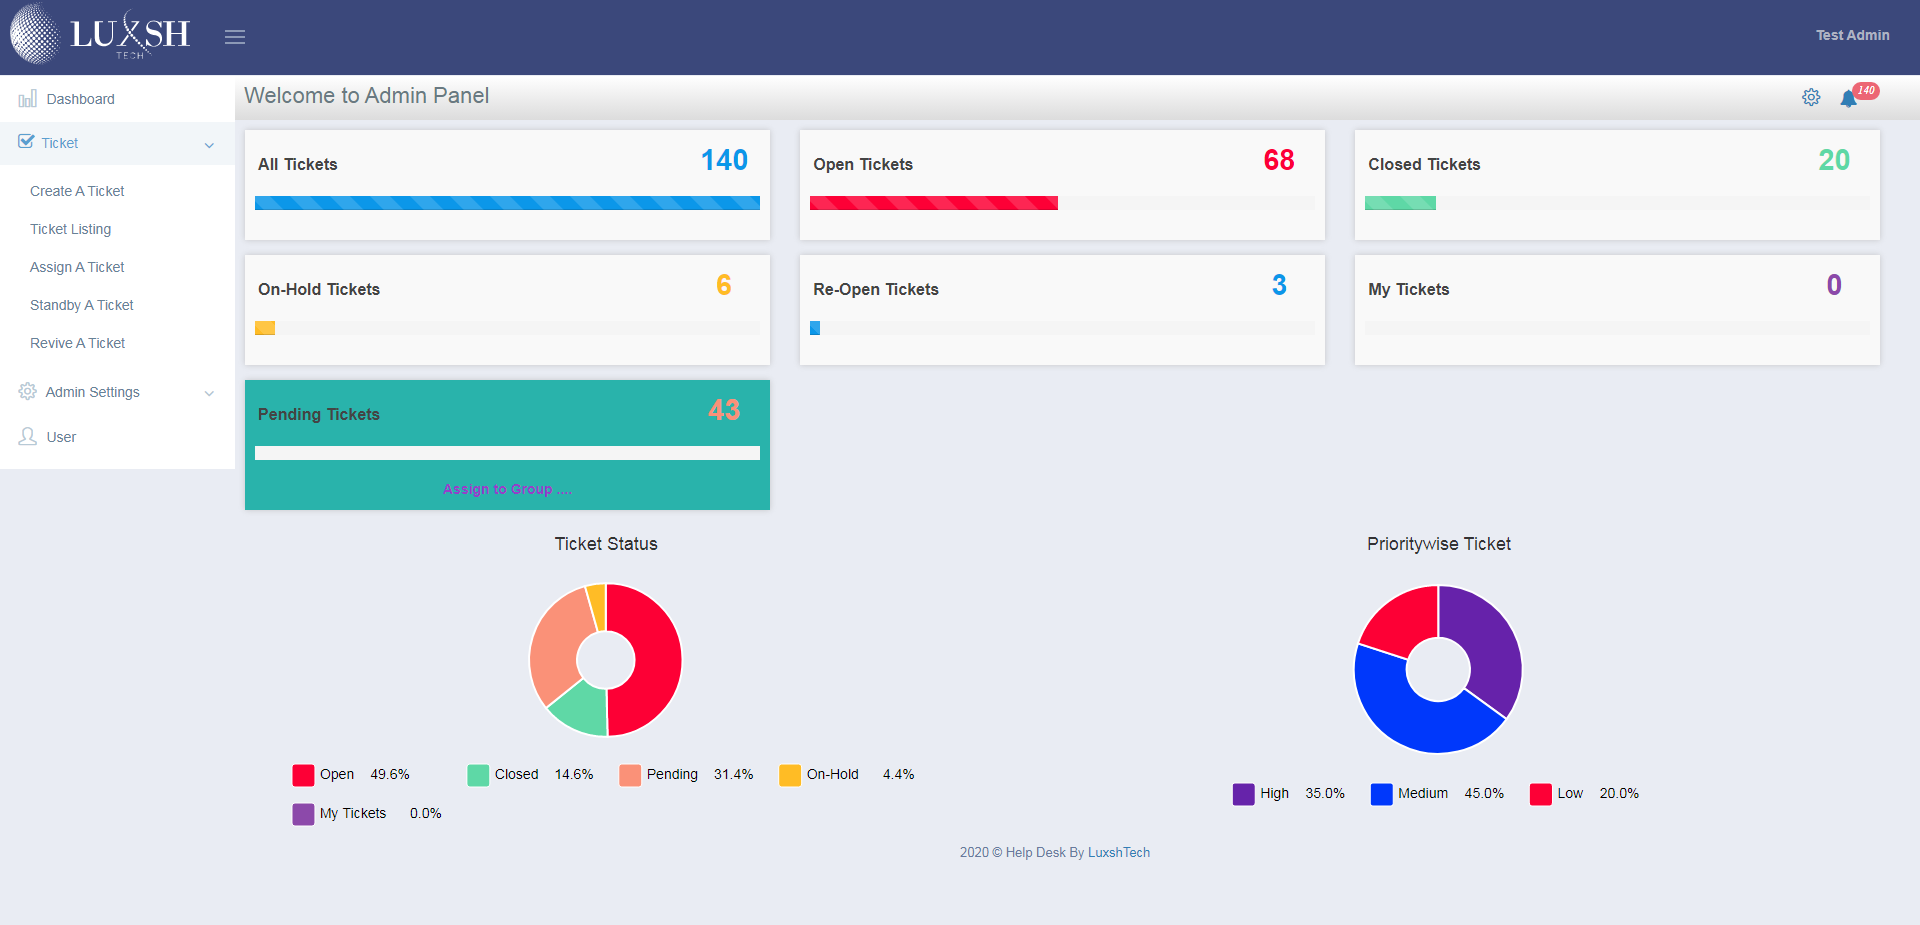 LUXSH
TECH
Test Admin
Dashboard
Ticket
Create A Ticket
Ticket Listing
Assign A Ticket
Standby A Ticket
Revive A Ticket
Admin Settings
User
Welcome to Admin Panel
140
All Tickets 140
Open Tickets 68
Closed Tickets 20
On-Hold Tickets 6
Re-Open Tickets 3
My Tickets 0
Pending Tickets 43
Assign to Group ....
Ticket Status
Open 49.6% Closed 14.6% Pending 31.4% On-Hold 4.4%
My Tickets 0.0%
Prioritywise Ticket
High 35.0% Medium 45.0% Low 20.0%
2020 © Help Desk By LuxshTech